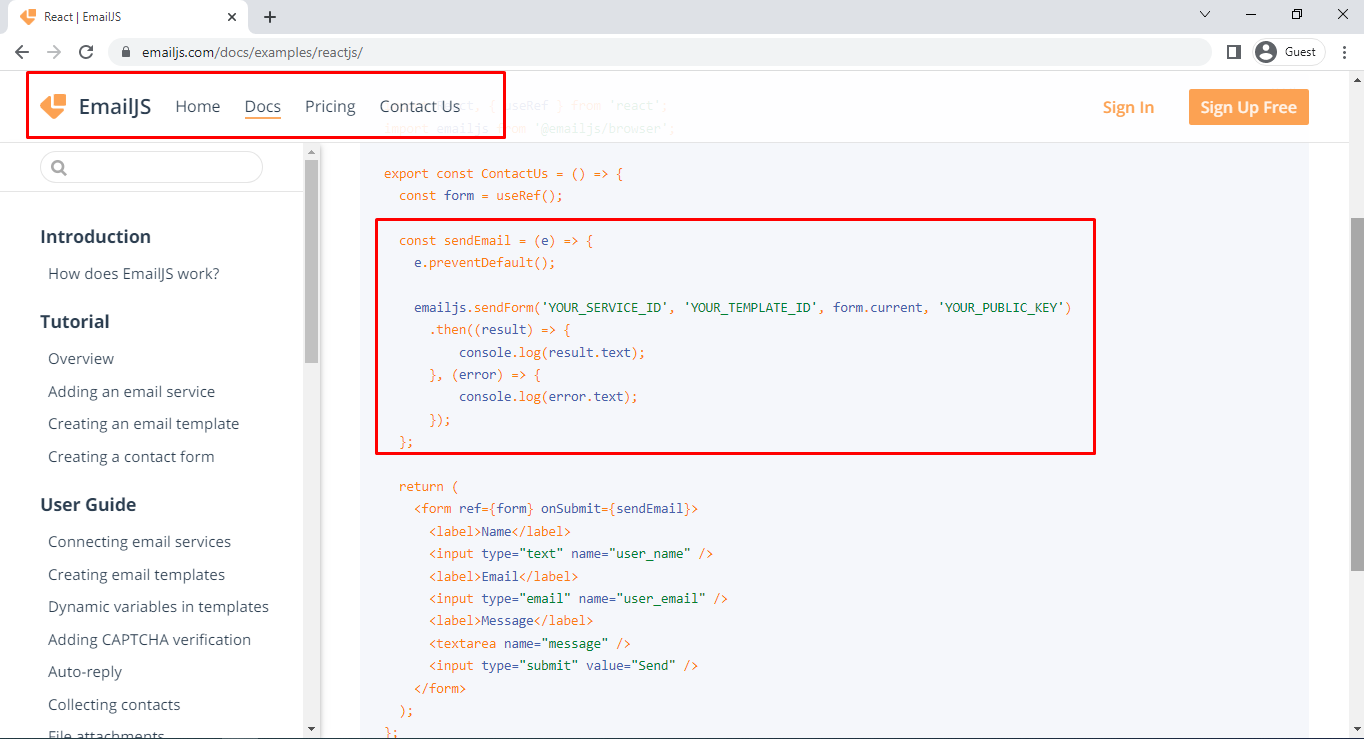 React | EmailJS
emailjs.com/docs/examples/reactjs/
Guest
EmailJS Home Docs Pricing Contact Us
Sign In
Sign Up Free
useRef } from 'react';
import emailjs from '@emailjs/browser';
export const ContactUs = () => {
const form = useRef();
const sendEmail = (e) => {
e.preventDefault();
emailjs.sendForm('YOUR_SERVICE_ID', 'YOUR_TEMPLATE_ID', form.current, 'YOUR_PUBLIC_KEY')
.then((result) => {
console.log(result.text);
}, (error) => {
console.log(error.text);
});
};
return (
<form ref={form} onSubmit={sendEmail}>
<label>Name</label>
<input type="text" name="user_name" />
<label>Email</label>
<input type="email" name="user_email" />
<label>Message</label>
<textarea name="message" />
<input type="submit" value="Send" />
</form>
);
};
Introduction
How does EmailJS work?
Tutorial
Overview
Adding an email service
Creating an email template
Creating a contact form
User Guide
Connecting email services
Creating email templates
Dynamic variables in templates
Adding CAPTCHA verification
Auto-reply
Collecting contacts
File attachments